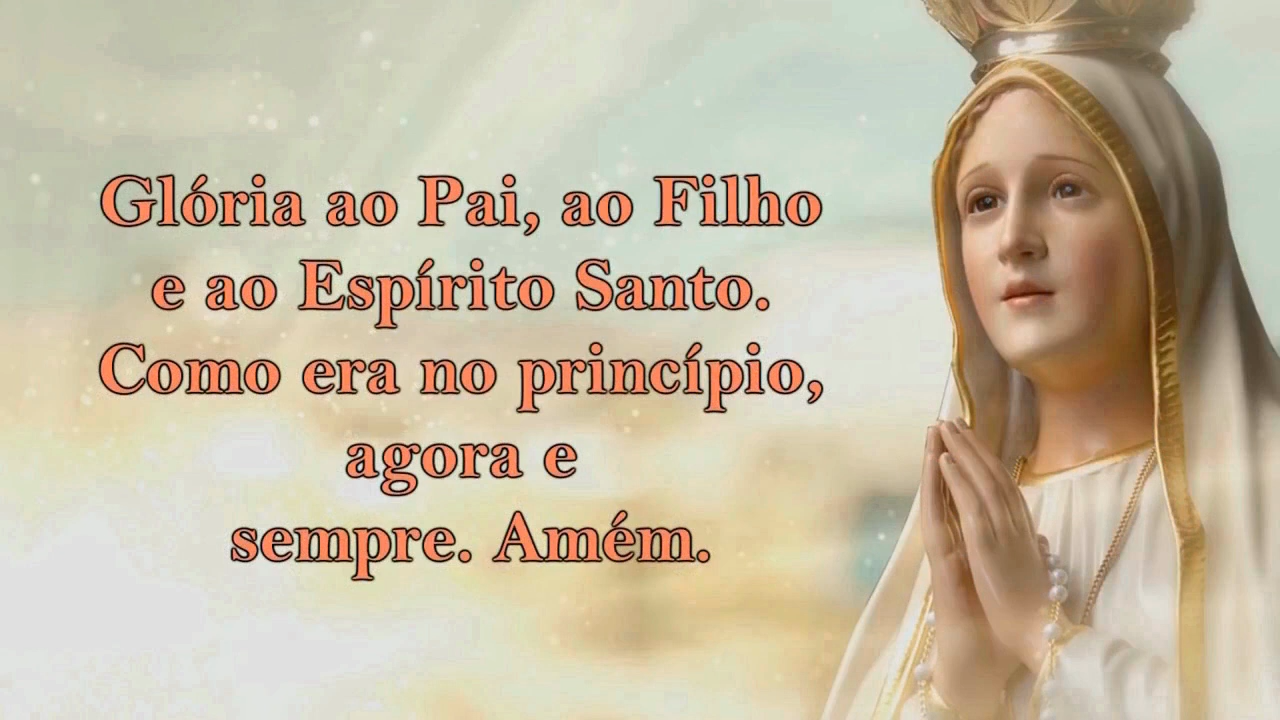 Glória ao Pai, ao Filho
e ao Espírito Santo.
Como era no princípio,
agora e
sempre. Amém.